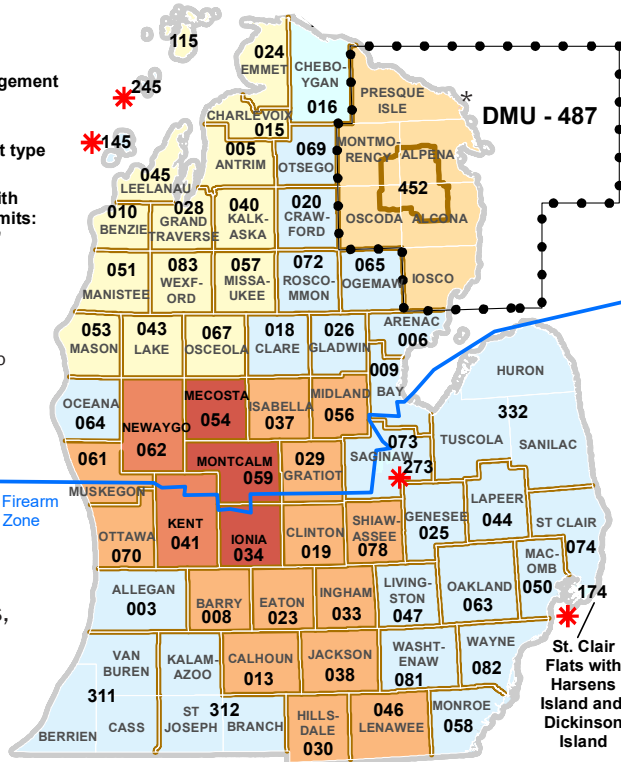 115
024
EMMET
CHEBO-
YGAN
016
gement
245
PRESQUE
ISLE
*
DMU - 487
CHARLEVOIX
015
145
t type
005
ANTRIM
069
OTSEGO
MONTMO-
RENCY
ALPENA
045
LEELANAU
452
ith
mits:
010
BENZIE
028
GRAND
TRAVERSE
040
KALK-
ASKA
020
CRAW-
FORD
OSCODA
ALCONA
051
MANISTEE
083
WEXF-
ORD
057
MISSA-
UKEE
072
ROSC-
OMMON
065
OGEMAW
IOSCO
053
MASON
043
LAKE
067
OSCEOLA
018
CLARE
026
GLADWIN
ARENAC
006
009
BAY
HURON
o
OCEANA
064
NEWAYGO
062
MECOSTA
054
ISABELLA
037
MIDLAND
056
332
TUSCOLA
SANILAC
061
MUSKEGON
MONTCALM
059
029
GRATIOT
073
SAGINAW
273
Firearm
Zone
OTTAWA
070
KENT
041
IONIA
034
CLINTON
019
SHIAW-
ASSEE
078
GENESEE
025
LAPEER
044
ST CLAIR
074
ALLEGAN
003
BARRY
008
EATON
023
INGHAM
033
LIVING-
STON
047
OAKLAND
063
MAC-
OMB
050
174
s,
St. Clair
Flats with
Harsens
Island and
Dickinson
Island
VAN
BUREN
KALAM-
AZOO
CALHOUN
013
JACKSON
038
WASHT-
ENAW
081
WAYNE
082
311
BERRIEN
CASS
ST
JOSEPH
312
BRANCH
HILLS-
DALE
030
046
LENAWEE
MONROE
058